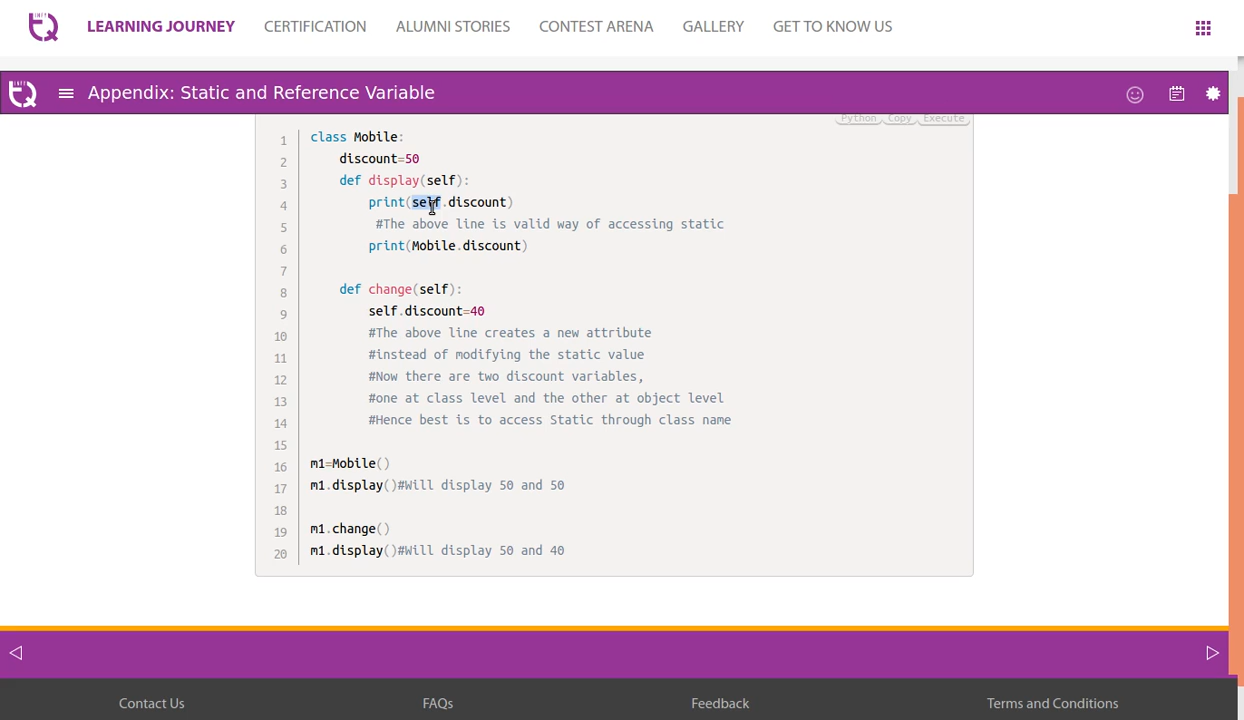 LEARNING JOURNEY CERTIFICATION ALUMNI STORIES CONTEST ARENA GALLERY GET TO KNOW US
Appendix: Static and Reference Variable
Python Copy Execute
1 class Mobile:
2     discount=50
3     def display(self):
4         print(self.discount)
5          #The above line is valid way of accessing static
6         print(Mobile.discount)
7
8     def change(self):
9         self.discount=40
10         #The above line creates a new attribute
11         #instead of modifying the static value
12         #Now there are two discount variables,
13         #one at class level and the other at object level
14         #Hence best is to access Static through class name
15
16 m1=Mobile()
17 m1.display()#Will display 50 and 50
18
19 m1.change()
20 m1.display()#Will display 50 and 40
Contact Us FAQs Feedback Terms and Conditions